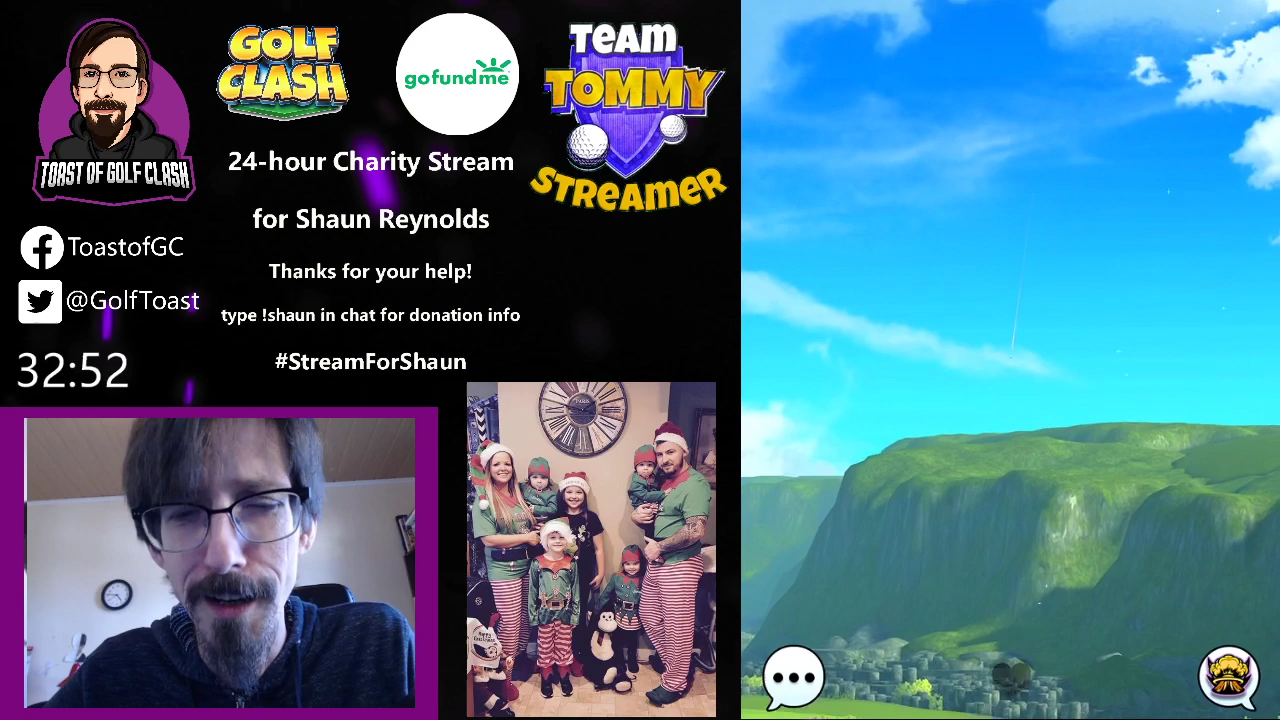 TOAST OF GOLF CLASH
GOLF
CLASH
gofundme
TEAM
TOMMY
STREAMER
24-hour Charity Stream
for Shaun Reynolds
Thanks for your help!
type !shaun in chat for donation info
#StreamForShaun
ToastofGC
@GolfToast
32:52
PARIS